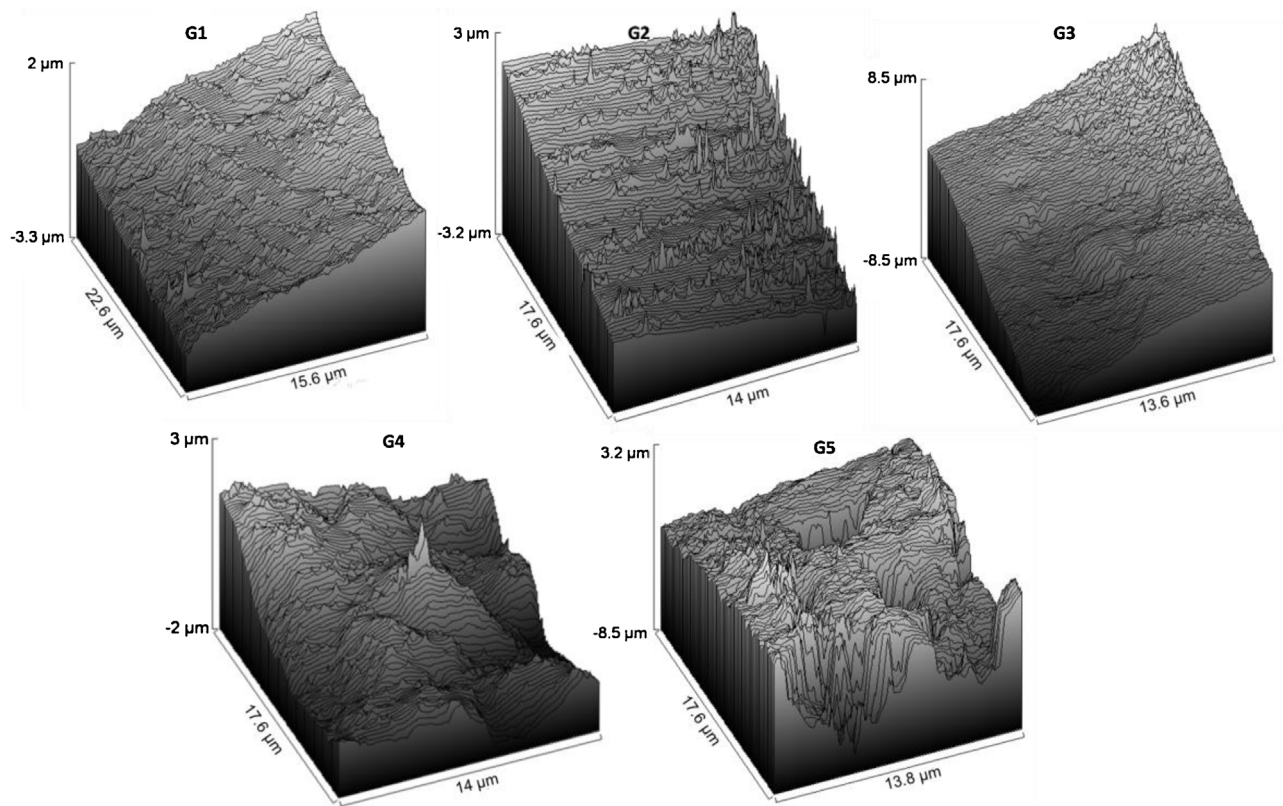 G1
2 µm
-3.3 µm
22.6 µm
15.6 µm
G2
3 µm
-3.2 µm
17.6 µm
14 µm
G3
8.5 µm
-8.5 µm
17.6 µm
13.6 µm
G4
3 µm
-2 µm
17.6 µm
14 µm
G5
3.2 µm
-8.5 µm
17.6 µm
13.8 µm